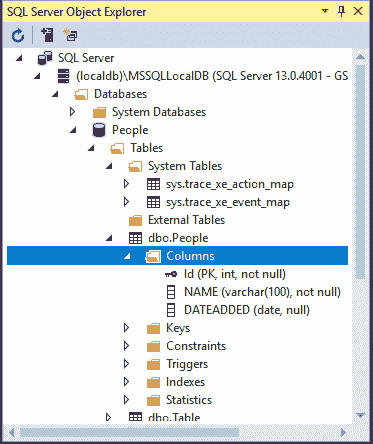 SQL Server Object Explorer
SQL Server
(localdb)\MSSQLLocalDB (SQL Server 13.0.4001 - GS
Databases
System Databases
People
Tables
System Tables
sys.trace_xe_action_map
sys.trace_xe_event_map
External Tables
dbo.People
Columns
Id (PK, int, not null)
NAME (varchar(100), not null)
DATEADDED (date, null)
Keys
Constraints
Triggers
Indexes
Statistics
dbo.Table